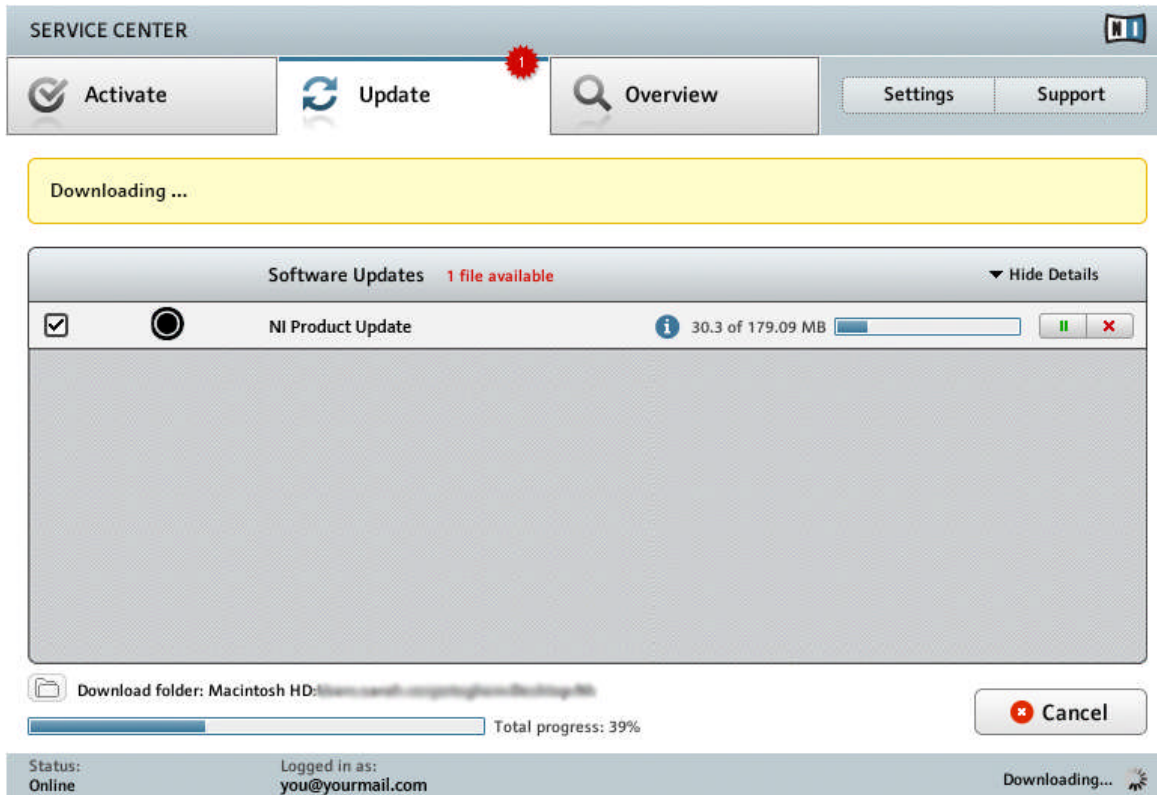 SERVICE CENTER
NI
Activate
Update
1
Overview
Settings
Support
Downloading ...
Software Updates 1 file available
Hide Details
NI Product Update
30.3 of 179.09 MB
Download folder: Macintosh HD:
Total progress: 39%
Cancel
Status:
Online
Logged in as:
you@yourmail.com
Downloading...